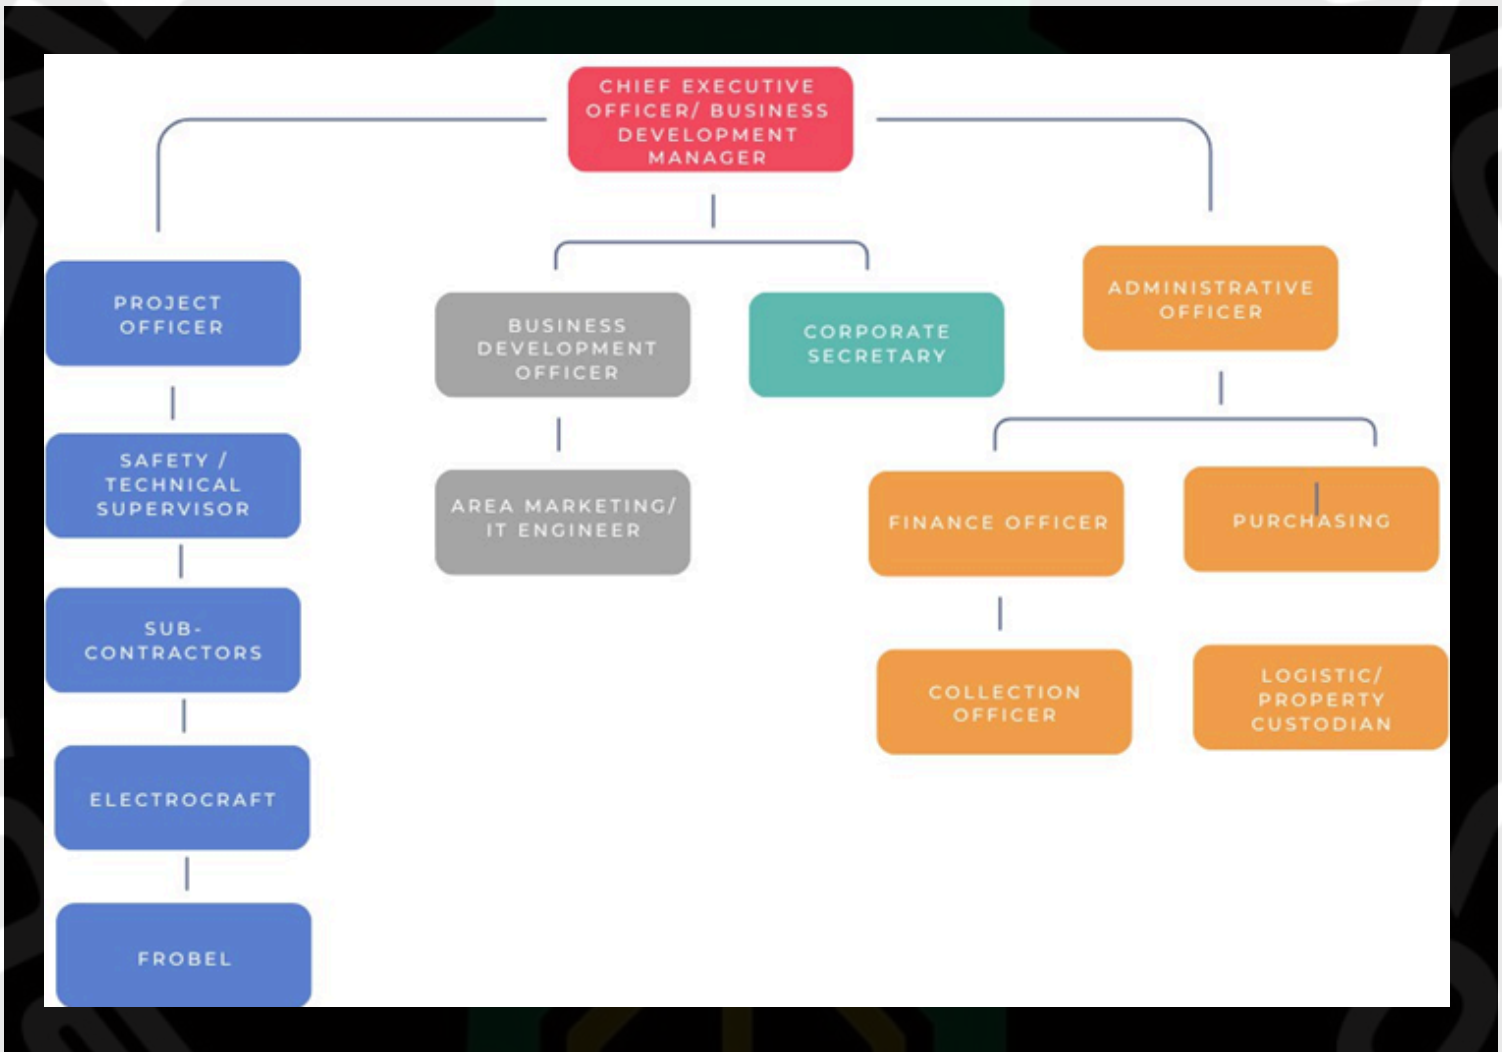 CHIEF EXECUTIVE
OFFICER/ BUSINESS
DEVELOPMENT
MANAGER
PROJECT
OFFICER
BUSINESS
DEVELOPMENT
OFFICER
CORPORATE
SECRETARY
ADMINISTRATIVE
OFFICER
SAFETY /
TECHNICAL
SUPERVISOR
AREA MARKETING/
IT ENGINEER
FINANCE OFFICER
PURCHASING
SUB-
CONTRACTORS
COLLECTION
OFFICER
LOGISTIC/
PROPERTY
CUSTODIAN
ELECTROCRAFT
FROBEL